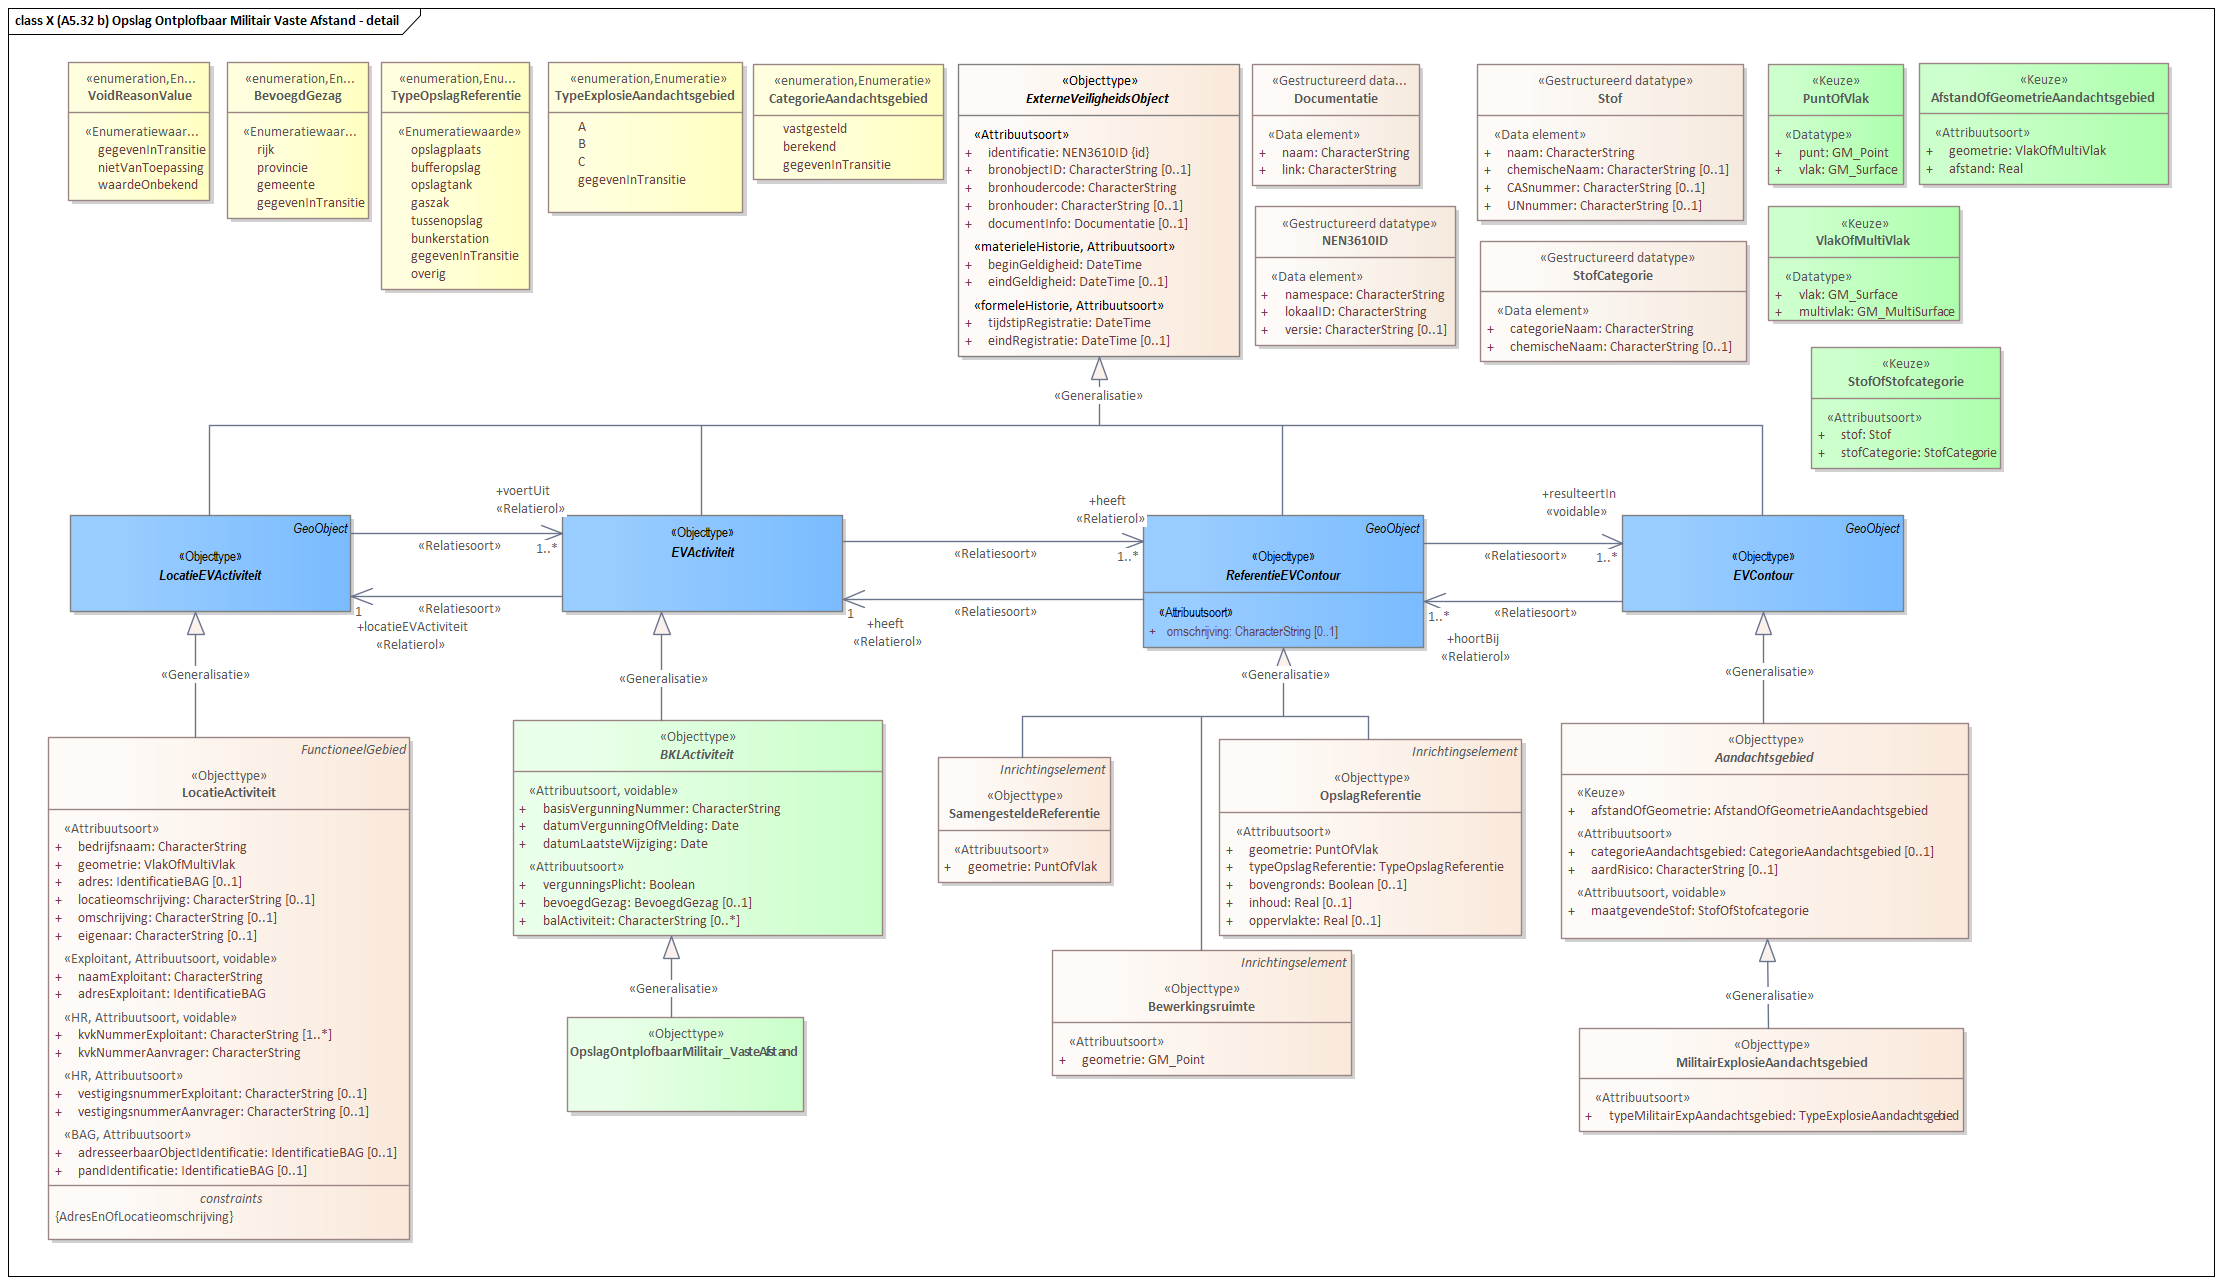 class X (A5.32 b) Opslag Ontplofbaar Militair Vaste Afstand - detail
«enumeration,En...
VoidReasonValue
«Enumeratiewaar...
gegevenInTransitie
nietVanToepassing
waardeOnbekend
«enumeration,En...
BevoegdGezag
«Enumeratiewaar...
rijk
provincie
gemeente
gegevenInTransitie
«enumeration,Enu...
TypeOpslagReferentie
«Enumeratiewaarde»
opslagplaats
bufferopslag
opslagtank
gaszak
tussenopslag
bunkerstation
gegevenInTransitie
overig
«enumeration,Enumeratie»
TypeExplosieAandachtsgebied
A
B
C
gegevenInTransitie
«enumeration,Enumeratie»
CategorieAandachtsgebied
vastgesteld
berekend
gegevenInTransitie
«Objecttype»
ExterneVeiligheidsObject
«Attribuutsoort»
+ identificatie: NEN3610ID {id}
+ bronobjectID: CharacterString [0..1]
+ bronhoudercode: CharacterString
+ bronhouder: CharacterString [0..1]
+ documentInfo: Documentatie [0..1]
«materieleHistorie, Attribuutsoort»
+ beginGeldigheid: DateTime
+ eindGeldigheid: DateTime [0..1]
«formeleHistorie, Attribuutsoort»
+ tijdstipRegistratie: DateTime
+ eindRegistratie: DateTime [0..1]
«Gestructureerd data...
Documentatie
«Data element»
+ naam: CharacterString
+ link: CharacterString
«Gestructureerd datatype»
NEN3610ID
«Data element»
+ namespace: CharacterString
+ lokaalID: CharacterString
+ versie: CharacterString [0..1]
«Gestructureerd datatype»
Stof
«Data element»
+ naam: CharacterString
+ chemischeNaam: CharacterString [0..1]
+ CASnummer: CharacterString [0..1]
+ UNnummer: CharacterString [0..1]
«Gestructureerd datatype»
StofCategorie
«Data element»
+ categorieNaam: CharacterString
+ chemischeNaam: CharacterString [0..1]
«Keuze»
PuntOfVlak
«Datatype»
+ punt: GM_Point
+ vlak: GM_Surface
«Keuze»
AfstandOfGeometrieAandachtsgebied
«Attribuutsoort»
+ geometrie: VlakOfMultiVlak
+ afstand: Real
«Keuze»
VlakOfMultiVlak
«Datatype»
+ vlak: GM_Surface
+ multivlak: GM_MultiSurface
«Keuze»
StofOfStofcategorie
«Attribuutsoort»
+ stof: Stof
+ stofCategorie: StofCategorie
«Generalisatie»
GeoObject
«Objecttype»
LocatieEVActiviteit
+voertUit
«Relatierol»
«Relatiesoort»
1..*
«Relatiesoort»
1
+locatieEVActiviteit
«Relatierol»
«Objecttype»
EVActiviteit
+heeft
«Relatierol»
«Relatiesoort»
1..*
«Relatiesoort»
1
+heeft
«Relatierol»
GeoObject
«Objecttype»
ReferentieEVContour
«Attribuutsoort»
+ omschrijving: CharacterString [0..1]
+resulteertIn
«voidable»
«Relatiesoort»
1..*
«Relatiesoort»
1..*
+hoortBij
«Relatierol»
GeoObject
«Objecttype»
EVContour
«Generalisatie»
«Generalisatie»
«Generalisatie»
«Generalisatie»
FunctioneelGebied
«Objecttype»
LocatieActiviteit
«Attribuutsoort»
+ bedrijfsnaam: CharacterString
+ geometrie: VlakOfMultiVlak
+ adres: IdentificatieBAG [0..1]
+ locatieomschrijving: CharacterString [0..1]
+ omschrijving: CharacterString [0..1]
+ eigenaar: CharacterString [0..1]
«Exploitant, Attribuutsoort, voidable»
+ naamExploitant: CharacterString
+ adresExploitant: IdentificatieBAG
«HR, Attribuutsoort, voidable»
+ kvkNummerExploitant: CharacterString [1..*]
+ kvkNummerAanvrager: CharacterString
«HR, Attribuutsoort»
+ vestigingsnummerExploitant: CharacterString [0..1]
+ vestigingsnummerAanvrager: CharacterString [0..1]
«BAG, Attribuutsoort»
+ adresseerbaarObjectIdentificatie: IdentificatieBAG [0..1]
+ pandIdentificatie: IdentificatieBAG [0..1]
constraints
{AdresEnOfLocatieomschrijving}
«Objecttype»
BKLActiviteit
«Attribuutsoort, voidable»
+ basisVergunningNummer: CharacterString
+ datumVergunningOfMelding: Date
+ datumLaatsteWijziging: Date
«Attribuutsoort»
+ vergunningsPlicht: Boolean
+ bevoegdGezag: BevoegdGezag [0..1]
+ balActiviteit: CharacterString [0..*]
«Generalisatie»
«Objecttype»
OpslagOntplofbaarMilitair_VasteAfstand
Inrichtingselement
«Objecttype»
SamengesteldeReferentie
«Attribuutsoort»
+ geometrie: PuntOfVlak
Inrichtingselement
«Objecttype»
OpslagReferentie
«Attribuutsoort»
+ geometrie: PuntOfVlak
+ typeOpslagReferentie: TypeOpslagReferentie
+ bovengronds: Boolean [0..1]
+ inhoud: Real [0..1]
+ oppervlakte: Real [0..1]
Inrichtingselement
«Objecttype»
Bewerkingsruimte
«Attribuutsoort»
+ geometrie: GM_Point
«Objecttype»
Aandachtsgebied
«Keuze»
+ afstandOfGeometrie: AfstandOfGeometrieAandachtsgebied
«Attribuutsoort»
+ categorieAandachtsgebied: CategorieAandachtsgebied [0..1]
+ aardRisico: CharacterString [0..1]
«Attribuutsoort, voidable»
+ maatgevendeStof: StofOfStofcategorie
«Generalisatie»
«Objecttype»
MilitairExplosieAandachtsgebied
«Attribuutsoort»
+ typeMilitairExpAandachtsgebied: TypeExplosieAandachtsgebied